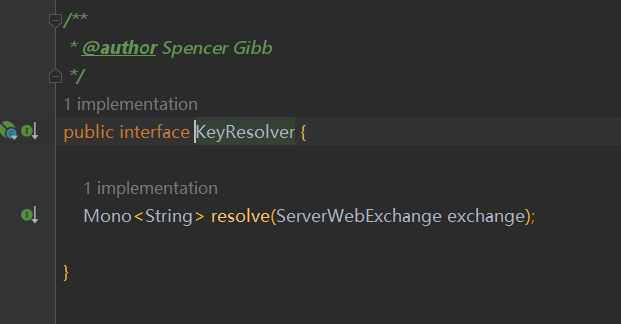 /**
* @author Spencer Gibb
*/
1 implementation
public interface KeyResolver {
1 implementation
Mono<String> resolve(ServerWebExchange exchange);
}